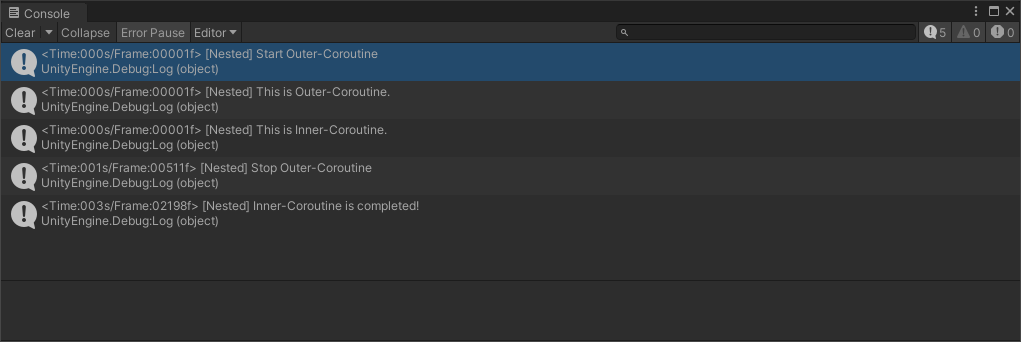 Console
Clear Collapse Error Pause Editor 5 0 0
<Time:000s/Frame:00001f> [Nested] Start Outer-Coroutine
UnityEngine.Debug:Log (object)
<Time:000s/Frame:00001f> [Nested] This is Outer-Coroutine.
UnityEngine.Debug:Log (object)
<Time:000s/Frame:00001f> [Nested] This is Inner-Coroutine.
UnityEngine.Debug:Log (object)
<Time:001s/Frame:00511f> [Nested] Stop Outer-Coroutine
UnityEngine.Debug:Log (object)
<Time:003s/Frame:02198f> [Nested] Inner-Coroutine is completed!
UnityEngine.Debug:Log (object)